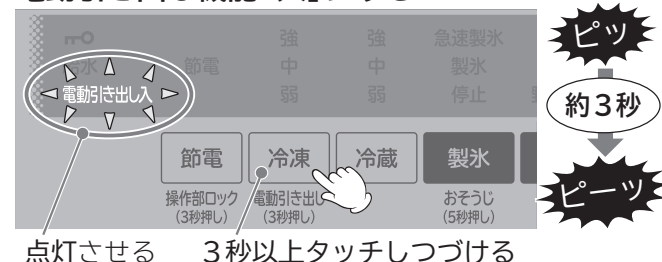 強 強 急速製氷
ピッ
給水 節電 中 中 製氷
電動引き出し入 弱 弱 停止
約3秒
節電 冷凍 冷蔵 製氷
ピーッ
操作部ロック 電動引き出し おそうじ
(3秒押し) (3秒押し) (5秒押し)
点灯させる 3秒以上タッチしつづける